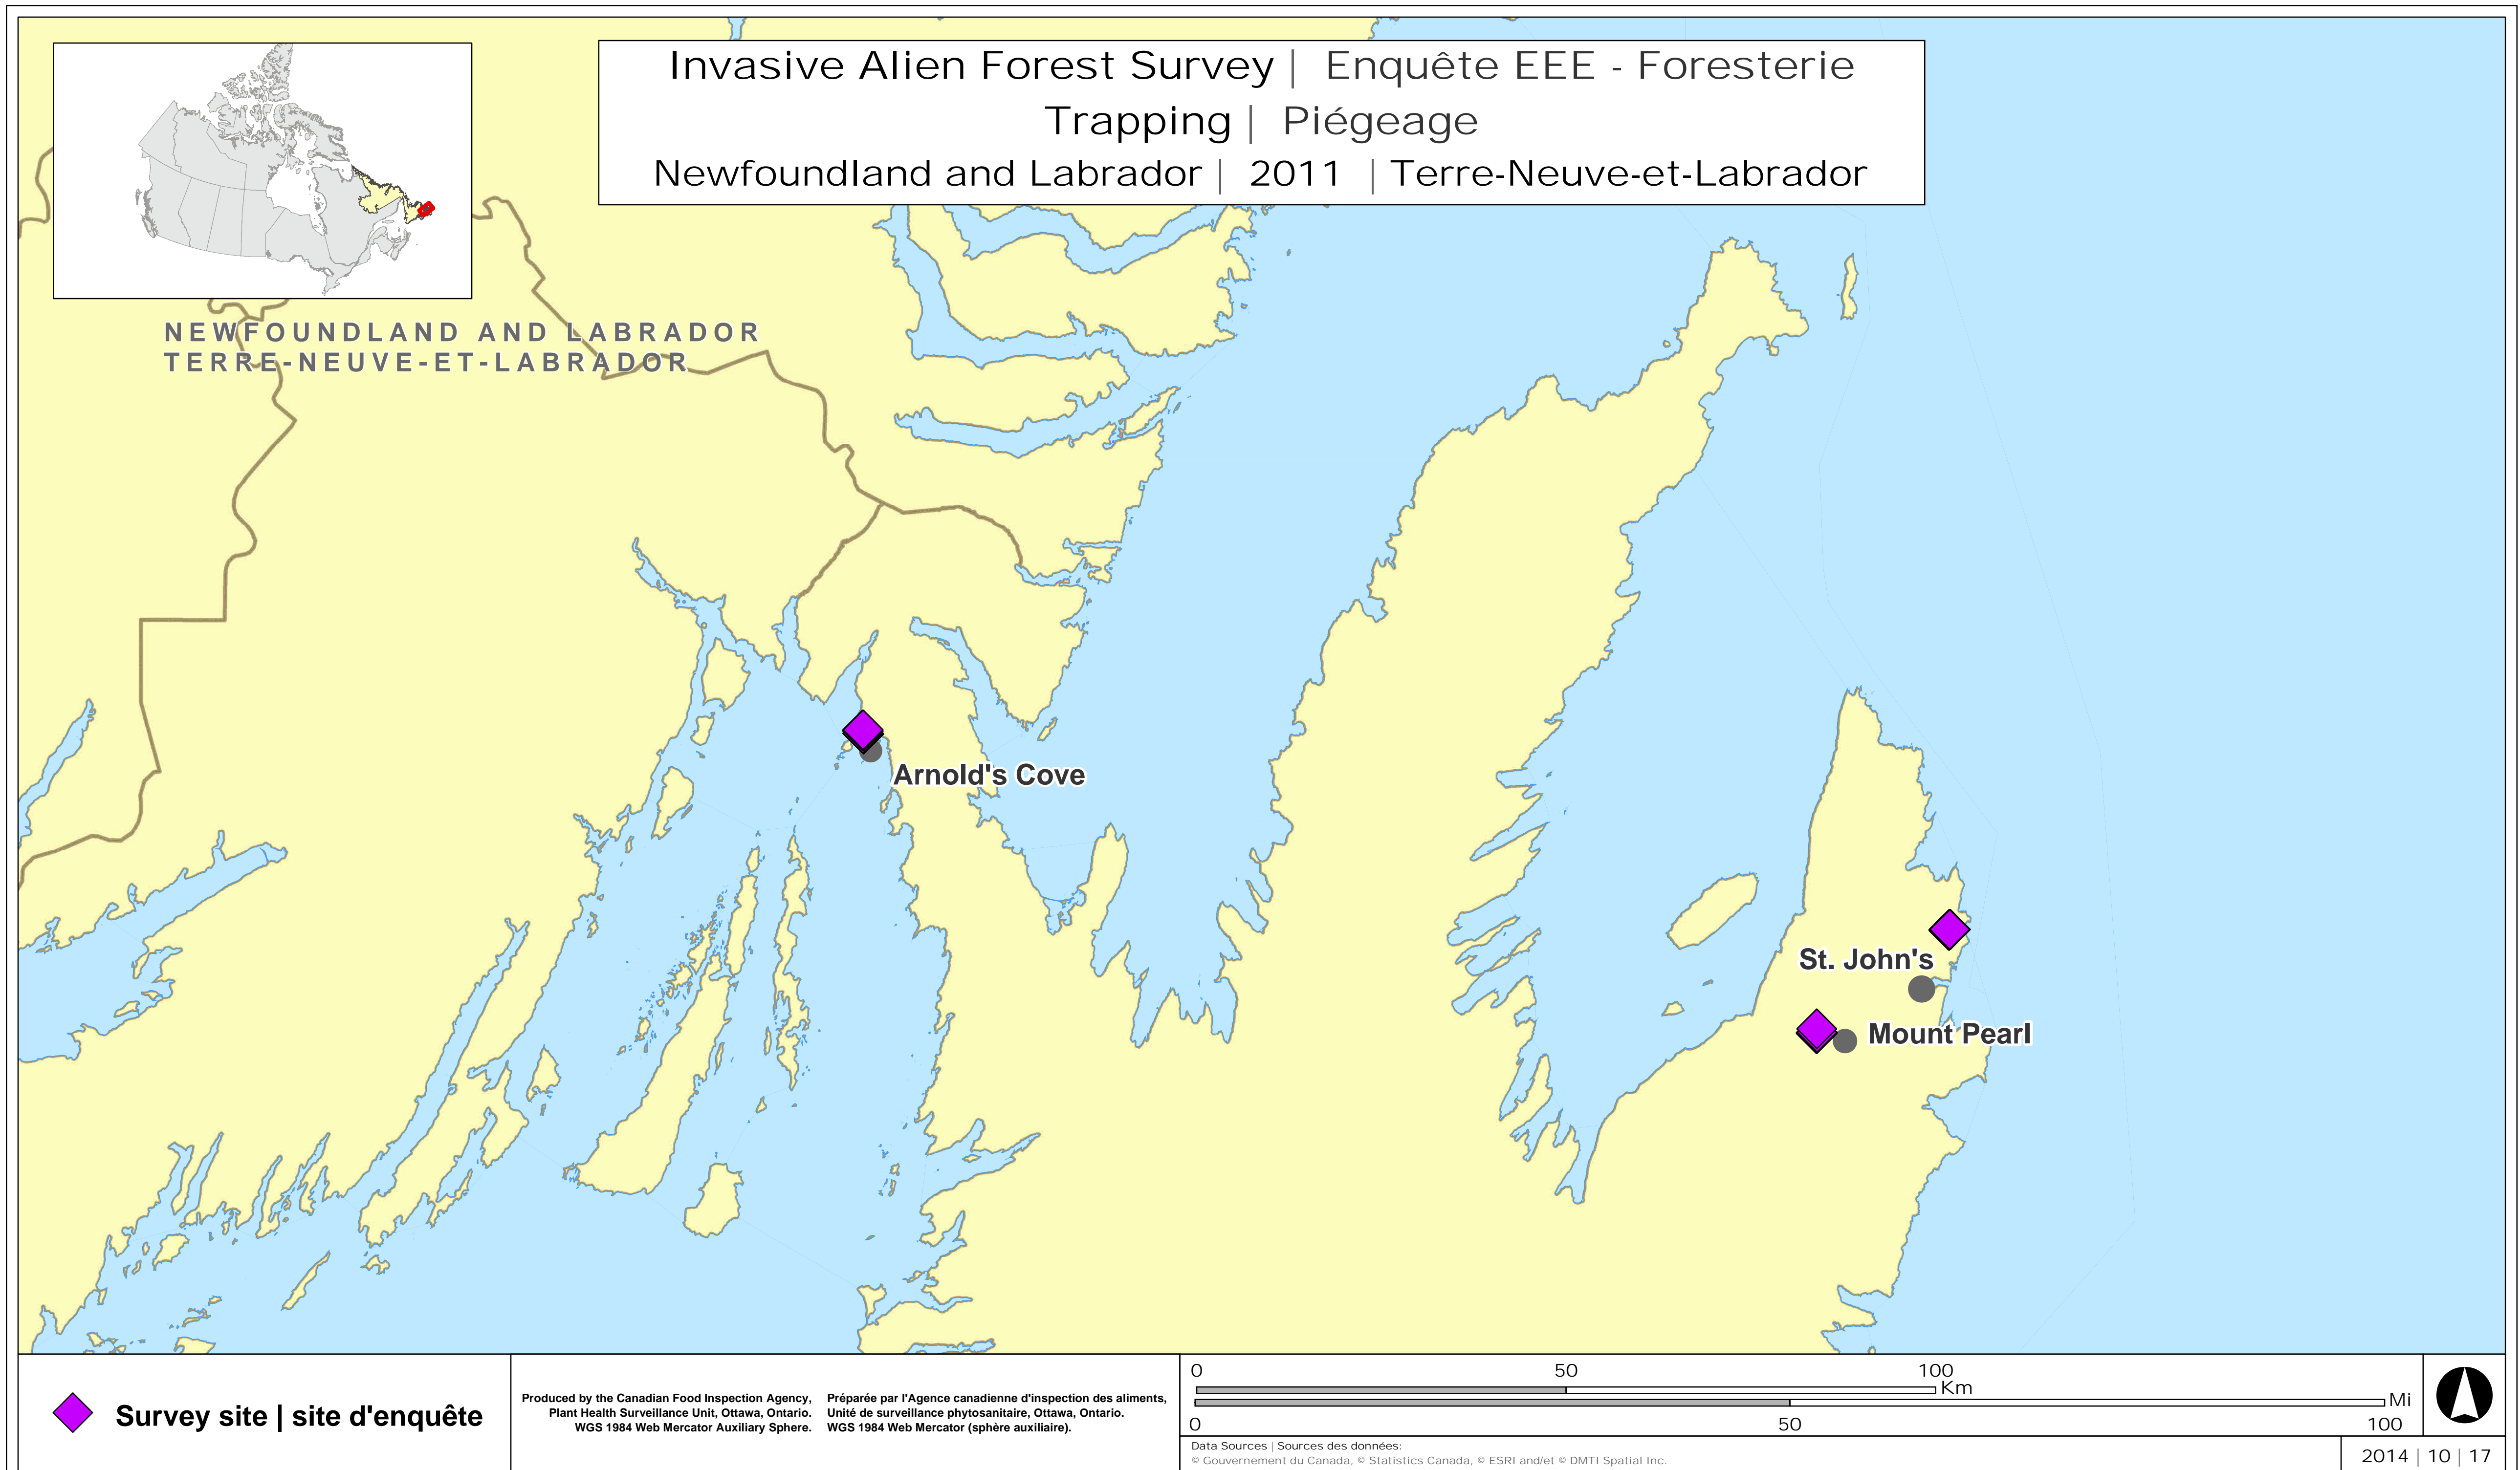 Invasive Alien Forest Survey | Enquête EEE - Foresterie
Trapping | Piégeage
Newfoundland and Labrador | 2011 | Terre-Neuve-et-Labrador
NEWFOUNDLAND AND LABRADOR
TERRE-NEUVE-ET-LABRADOR
Arnold's Cove
St. John's
Mount Pearl
Survey site | site d'enquête
Produced by the Canadian Food Inspection Agency,
Plant Health Surveillance Unit, Ottawa, Ontario.
WGS 1984 Web Mercator Auxiliary Sphere.
Préparée par l'Agence canadienne d'inspection des aliments,
Unité de surveillance phytosanitaire, Ottawa, Ontario.
WGS 1984 Web Mercator (sphère auxiliaire).
0 50 100
Km
Mi
0 50 100
Data Sources | Sources des données:
© Gouvernement du Canada, © Statistics Canada, © ESRI and/et © DMTI Spatial Inc.
2014 | 10 | 17